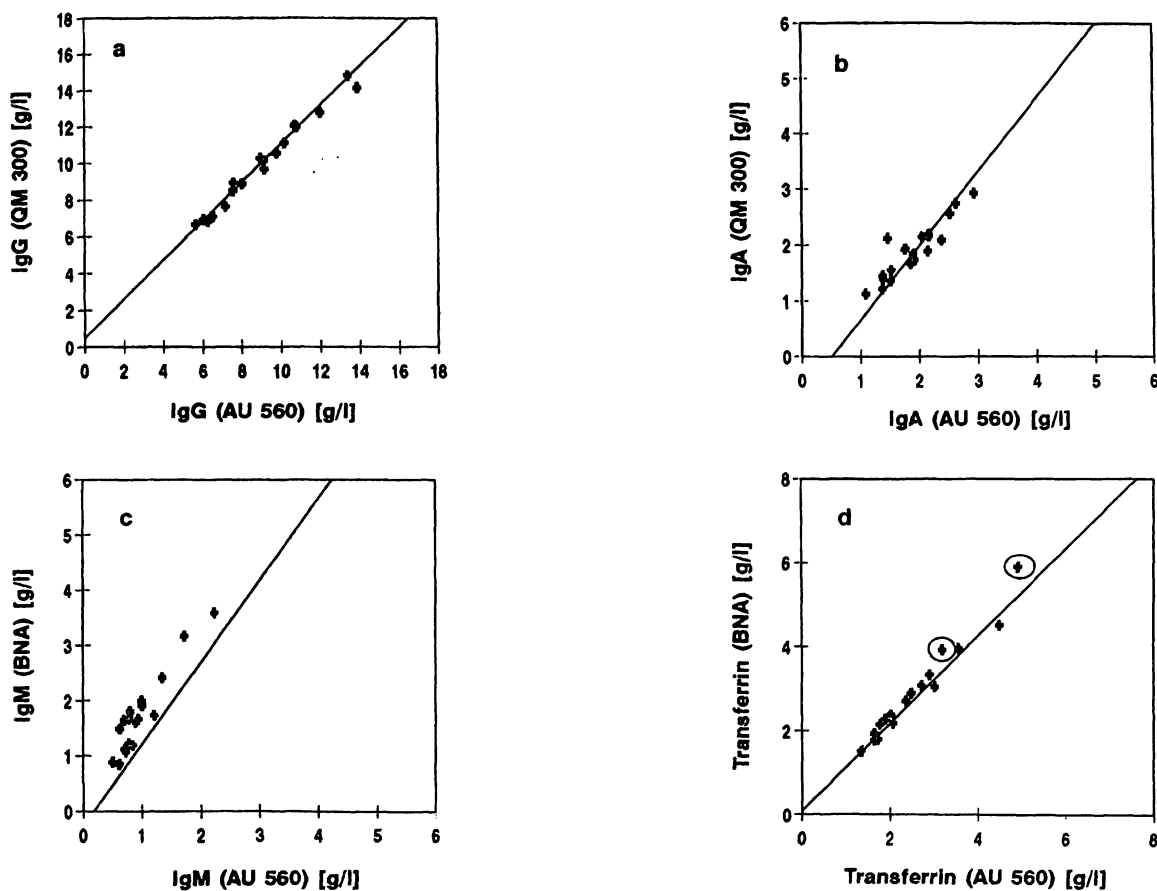 a
18
16
14
12
10
8
6
4
2
0
0 2 4 6 8 10 12 14 16 18
IgG (QM 300) [g/l]
IgG (AU 560) [g/l]
b
6
5
4
3
2
1
0
0 1 2 3 4 5 6
IgA (QM 300) [g/l]
IgA (AU 560) [g/l]
c
6
5
4
3
2
1
0
0 1 2 3 4 5 6
IgM (BNA) [g/l]
IgM (AU 560) [g/l]
d
8
6
4
2
0
0 2 4 6 8
Transferrin (BNA) [g/l]
Transferrin (AU 560) [g/l]